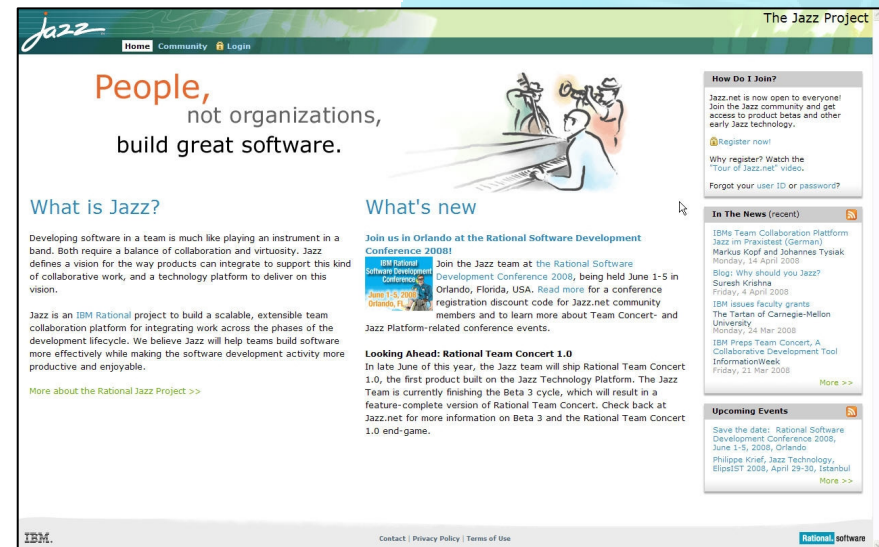 jazz
The Jazz Project
Home Community Login
People,
not organizations,
build great software.
What is Jazz?
Developing software in a team is much like playing an instrument in a
band. Both require a balance of collaboration and virtuosity. Jazz
defines a vision for the way products can integrate to support this kind
of collaborative work, and a technology platform to deliver on this
vision.
Jazz is an IBM Rational project to build a scalable, extensible team
collaboration platform for integrating work across the phases of the
development lifecycle. We believe Jazz will help teams build software
more effectively while making the software development activity more
productive and enjoyable.
More about the Rational Jazz Project >>
What's new
Join us in Orlando at the Rational Software Development
Conference 2008!
IBM Rational
Software Development
Conference
June 1-5, 2008
Orlando, FL
Join the Jazz team at the Rational Software
Development Conference 2008, being held June 1-5 in
Orlando, Florida, USA. Read more for a conference
registration discount code for Jazz.net community
members and to learn more about Team Concert- and
Jazz Platform-related conference events.
Looking Ahead: Rational Team Concert 1.0
In late June of this year, the Jazz team will ship Rational Team Concert
1.0, the first product built on the Jazz Technology Platform. The Jazz
Team is currently finishing the Beta 3 cycle, which will result in a
feature-complete version of Rational Team Concert. Check back at
Jazz.net for more information on Beta 3 and the Rational Team Concert
1.0 end-game.
How Do I Join?
Jazz.net is now open to everyone!
Join the Jazz community and get
access to product betas and other
early Jazz technology.
Register now!
Why register? Watch the
"Tour of Jazz.net" video.
Forgot your user ID or password?
In The News (recent)
IBMs Team Collaboration Plattform
Jazz im Praxistest (German)
Markus Kopf and Johannes Tysiak
Monday, 14 April 2008
Blog: Why should you Jazz?
Suresh Krishna
Friday, 4 April 2008
IBM issues faculty grants
The Tartan of Carnegie-Mellon
University
Monday, 24 Mar 2008
IBM Preps Team Concert, A
Collaborative Development Tool
InformationWeek
Friday, 21 Mar 2008
More >>
Upcoming Events
Save the date: Rational Software
Development Conference 2008,
June 1-5, 2008, Orlando
Philippe Krief, Jazz Technology,
ElipsIST 2008, April 29-30, Istanbul
More >>
IBM.
Contact | Privacy Policy | Terms of Use
Rational. software